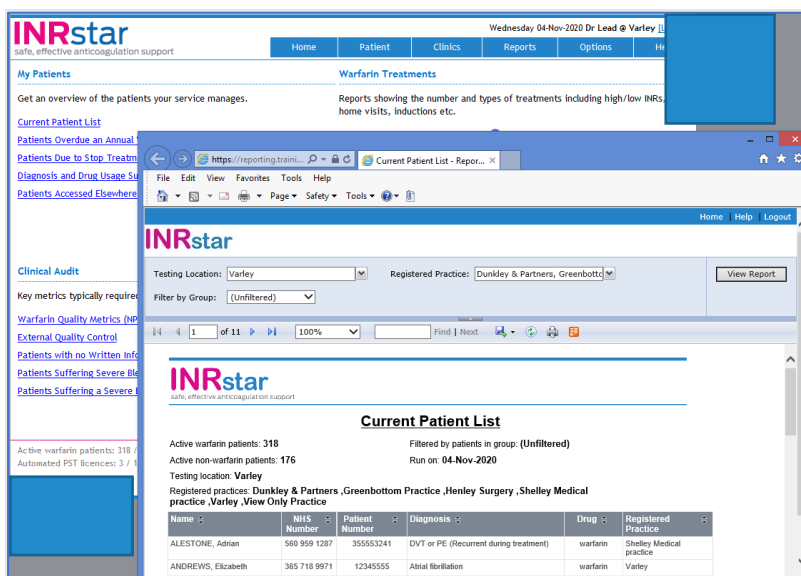 INRstar
safe, effective anticoagulation support
Wednesday 04-Nov-2020 Dr Lead @ Varley
Home Patient Clinics Reports Options
My Patients
Get an overview of the patients your service manages.
Current Patient List
Patients Overdue an Annual
Patients Due to Stop
Diagnosis and Drug Usage
Patients Accessed Elsewhere
Warfarin Treatments
Reports showing the number and types of treatments including high/low INRs,
home visits, inductions etc.
Clinical Audit
Key metrics typically
Warfarin Quality Metrics
External Quality Control
Patients with no Written
Patients Suffering Severe
Patients Suffering a Severe
Active warfarin patients: 318 /
Automated PST licences: 3 / 1
https://reporting.traini...
Current Patient List - Repor...
File Edit View Favorites Tools Help
Page Safety Tools
Home | Help | Logout
INRstar
Testing Location: Varley
Registered Practice: Dunkley & Partners,
View Report
Filter by Group: (Unfiltered)
1 of 11 100% Find | Next
INRstar
safe, effective anticoagulation support
Current Patient List
Active warfarin patients: 318 Filtered by patients in group: (Unfiltered)
Active non-warfarin patients: 176 Run on: 04-Nov-2020
Testing location: Varley
Registered practices: Dunkley & Partners ,Greenbottom Practice ,Henley Surgery ,Shelley Medical
practice ,Varley ,View Only Practice
Name NHS Number Patient Number Diagnosis Drug Registered Practice
ALESTONE, Adrian 560 959 1287 355553241 DVT or PE (Recurrent during treatment) warfarin Shelley Medical practice
ANDREWS, Elizabeth 365 718 9971 12345555 Atrial fibrillation warfarin Varley